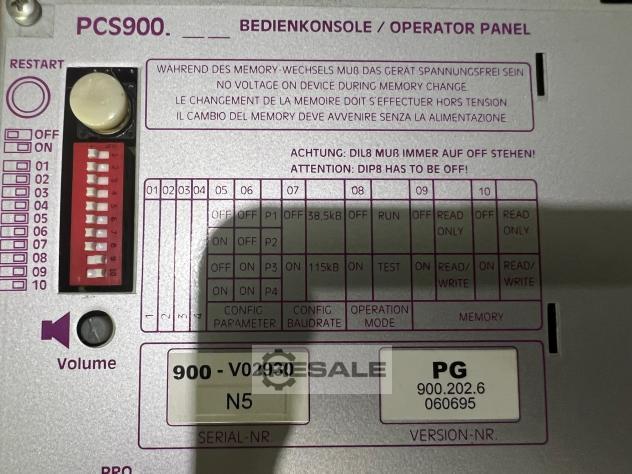 PCS900. __ __ BEDIENKONSOLE / OPERATOR PANEL
RESTART
WÄHREND DES MEMORY-WECHSELS MUß DAS GERÄT SPANNUNGSFREI SEIN
NO VOLTAGE ON DEVICE DURING MEMORY CHANGE
LE CHANGEMENT DE LA MEMOIRE DOIT S'EFFECTUER HORS TENSION
IL CAMBIO DEL MEMORY DEVE AVVENIRE SENZA LA ALIMENTAZIONE
OFF
ON
ACHTUNG: DIL8 MUß IMMER AUF OFF STEHEN!
ATTENTION: DIP8 HAS TO BE OFF!
01
02
03
04
05
06
07
08
09
10
01 02 03 04 05 06 07 08 09 10
OFF OFF P1 OFF 38,5kB OFF RUN OFF READ ONLY OFF READ ONLY
ON OFF P2
OFF ON P3 ON 115kB ON TEST ON READ/WRITE ON READ/WRITE
ON ON P4
1 2 3 4 CONFIG PARAMETER CONFIG BAUDRATE OPERATION MODE MEMORY
Volume
900 - V02930
N5
SERIAL-NR.
PG
900.202.6
060695
VERSION-NR.
ESALE